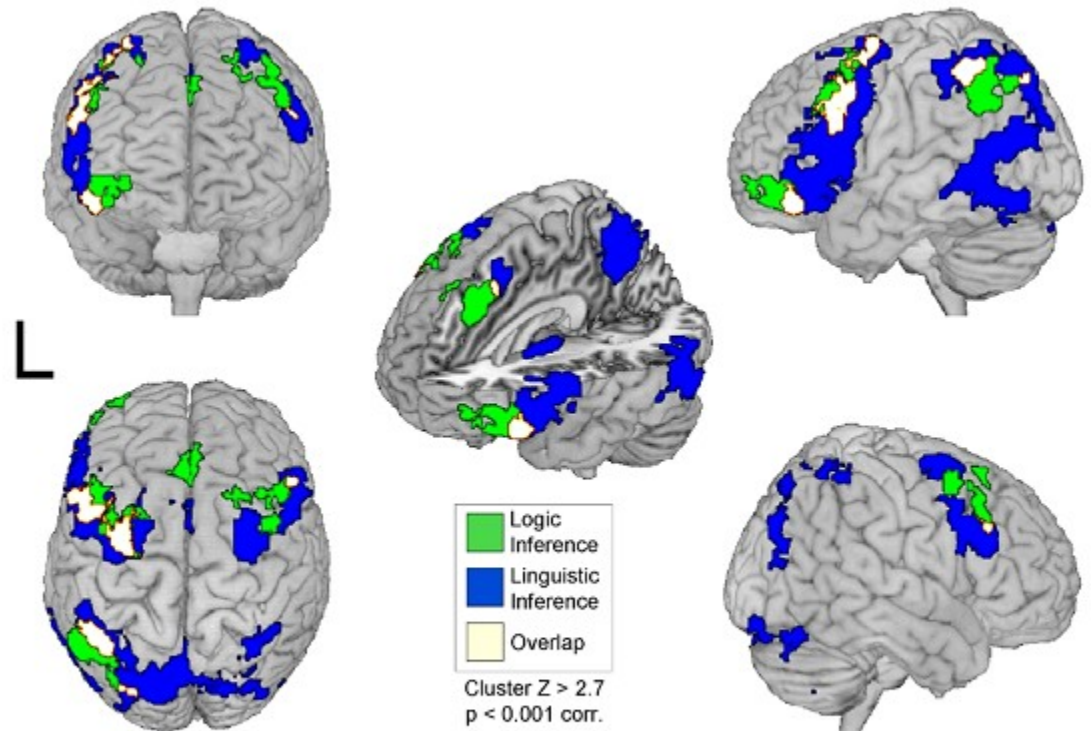 L
Logic
Inference
Linguistic
Inference
Overlap
Cluster Z > 2.7
p < 0.001 corr.